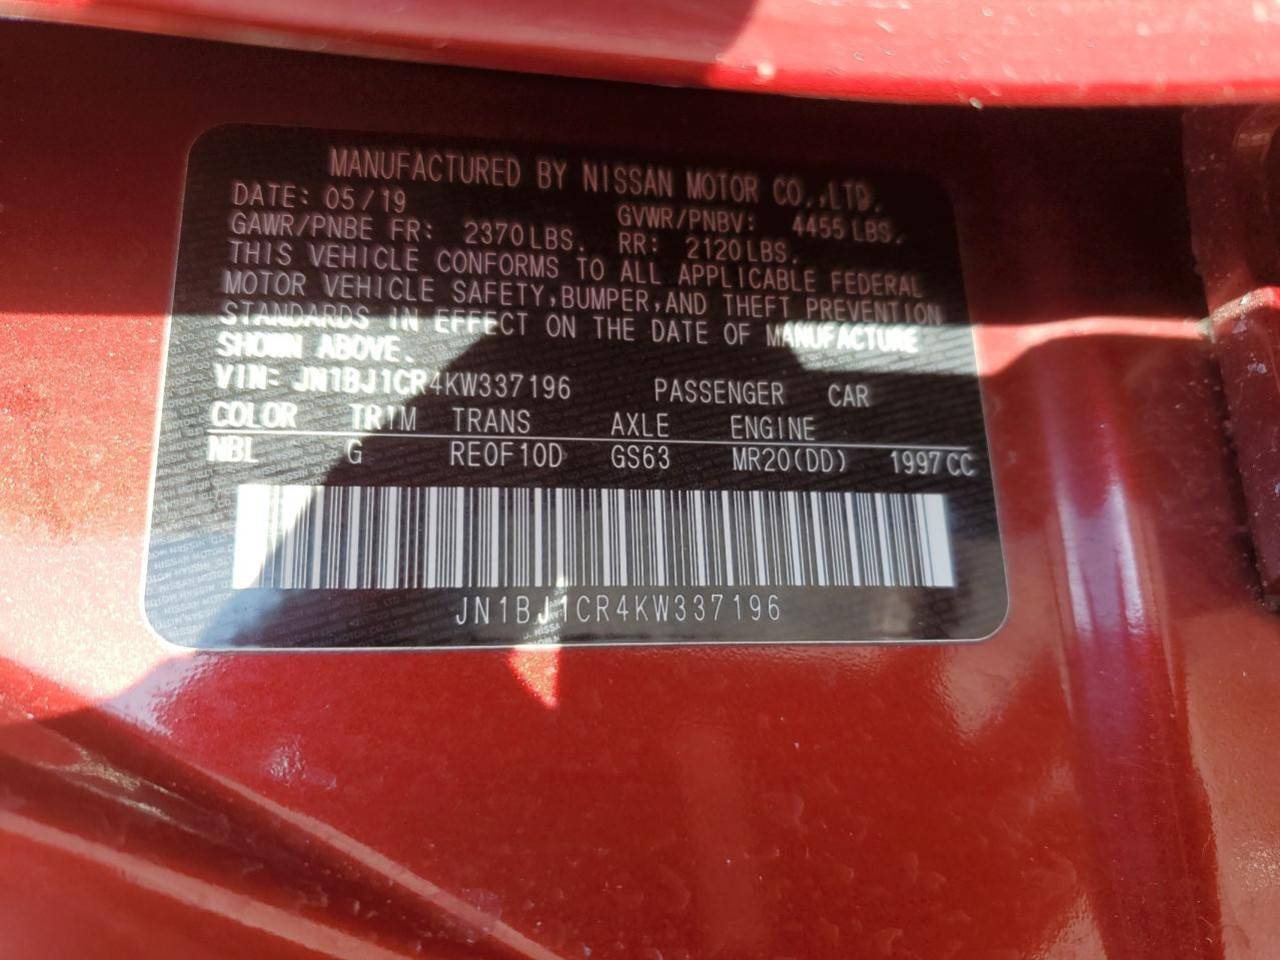 MANUFACTURED BY NISSAN MOTOR CO.,LTD.
DATE: 05/19 GVWR/PNBV: 4455LBS.
GAWR/PNBE FR: 2370LBS. RR: 2120LBS.
THIS VEHICLE CONFORMS TO ALL APPLICABLE FEDERAL
MOTOR VEHICLE SAFETY,BUMPER,AND THEFT PREVENTION
STANDARDS IN EFFECT ON THE DATE OF MANUFACTURE
SHOWN ABOVE.
VIN: JN1BJ1CR4KW337196 PASSENGER CAR
COLOR TRIM TRANS AXLE ENGINE
NBL G RE0F10D GS63 MR20(DD) 1997CC
JN1BJ1CR4KW337196